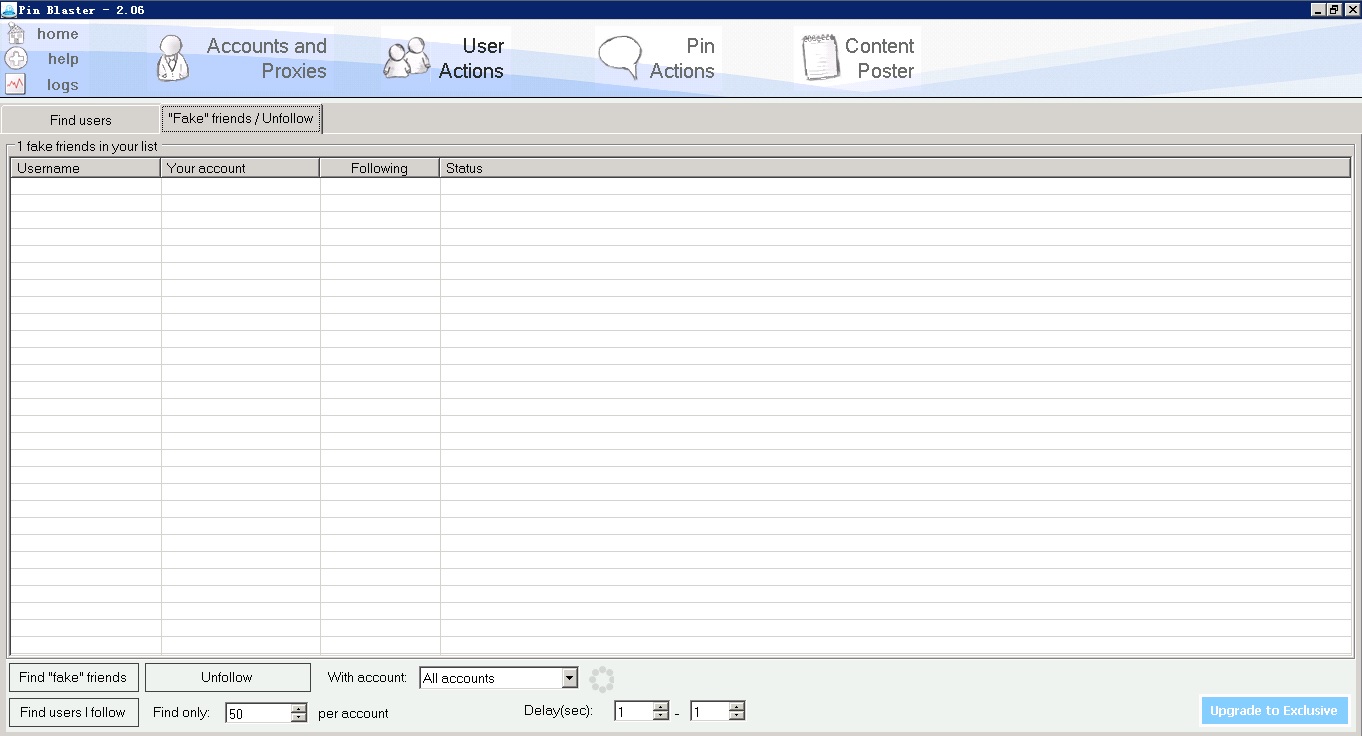 Pin Blaster - 2.06
home
help
logs
Accounts and
Proxies
User
Actions
Pin
Actions
Content
Poster
Find users
"Fake" friends / Unfollow
1 fake friends in your list
Username Your account Following Status
Find "fake" friends Unfollow With account: All accounts
Find users I follow Find only: 50 per account Delay(sec): 1 - 1
Upgrade to Exclusive